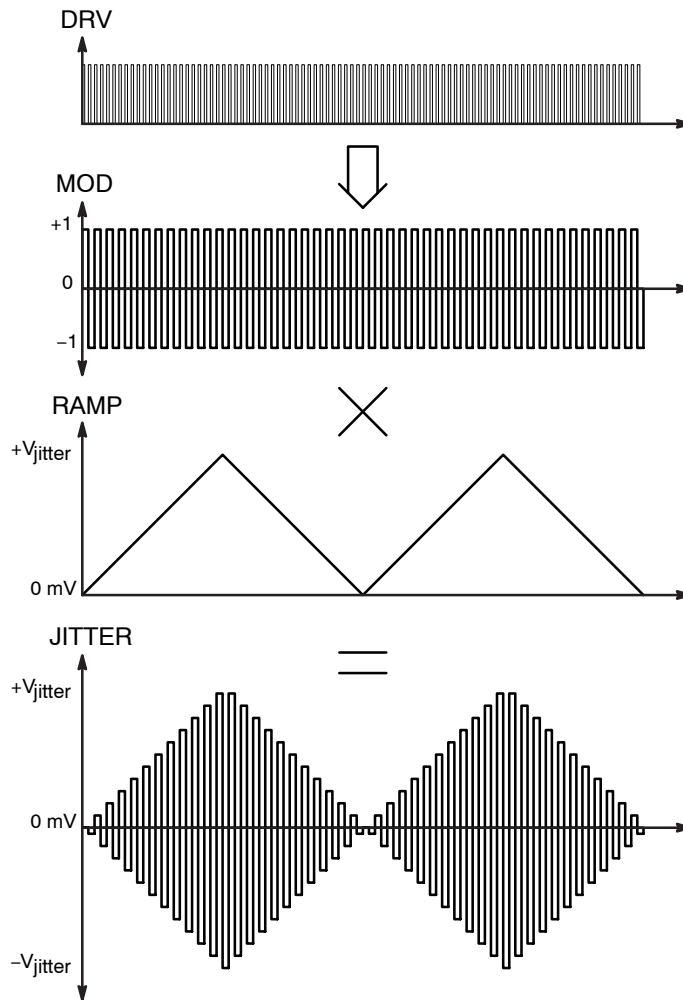 DRV
MOD
+1
0
−1
RAMP
+Vjitter
0 mV
JITTER
+Vjitter
0 mV
−Vjitter